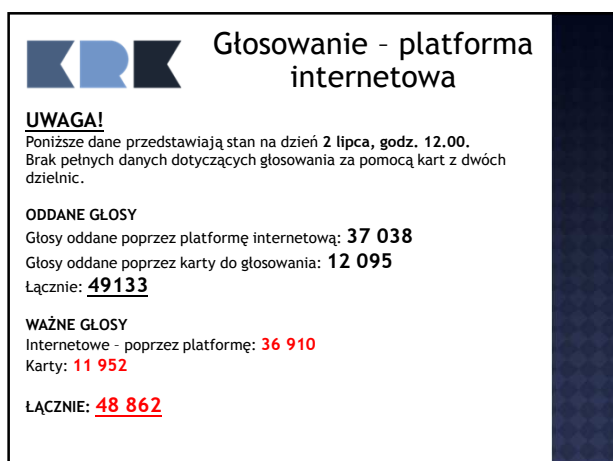 KRK
Głosowanie – platforma
internetowa
UWAGA!
Poniższe dane przedstawiają stan na dzień 2 lipca, godz. 12.00.
Brak pełnych danych dotyczących głosowania za pomocą kart z dwóch
dzielnic.
ODDANE GŁOSY
Głosy oddane poprzez platformę internetową: 37 038
Głosy oddane poprzez karty do głosowania: 12 095
Łącznie: 49133
WAŻNE GŁOSY
Internetowe – poprzez platformę: 36 910
Karty: 11 952
ŁĄCZNIE: 48 862